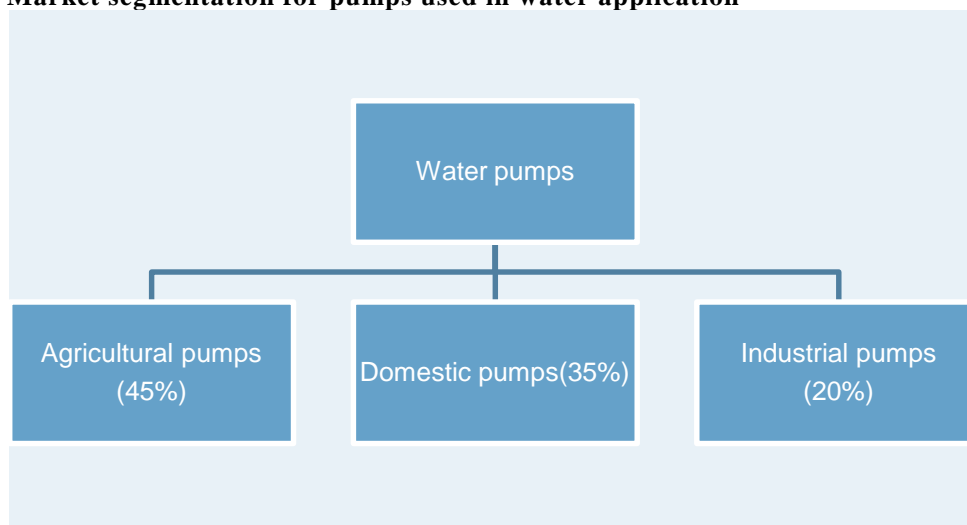 Market segmentation for pumps used in water application
Water pumps
Agricultural pumps
(45%)
Domestic pumps(35%)
Industrial pumps
(20%)